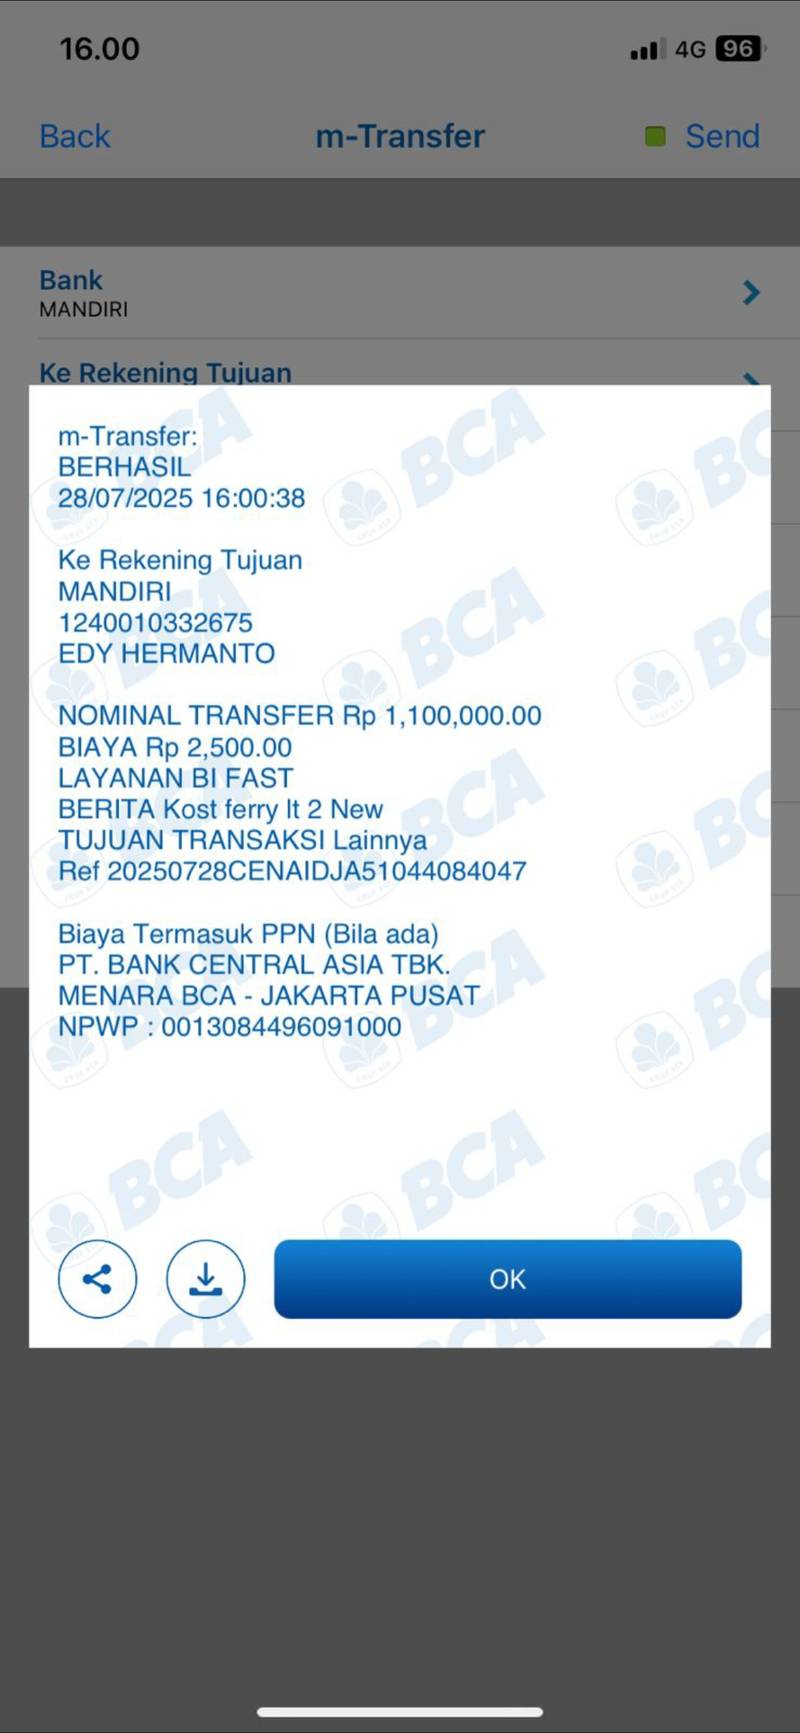 16.00
4G 96
Back m-Transfer Send
Bank
MANDIRI
Ke Rekening Tujuan
m-Transfer:
BERHASIL
28/07/2025 16:00:38
Ke Rekening Tujuan
MANDIRI
1240010332675
EDY HERMANTO
NOMINAL TRANSFER Rp 1,100,000.00
BIAYA Rp 2,500.00
LAYANAN BI FAST
BERITA Kost ferry lt 2 New
TUJUAN TRANSAKSI Lainnya
Ref 20250728CENAIDJA51044084047
Biaya Termasuk PPN (Bila ada)
PT. BANK CENTRAL ASIA TBK.
MENARA BCA - JAKARTA PUSAT
NPWP : 0013084496091000
BCA
OK